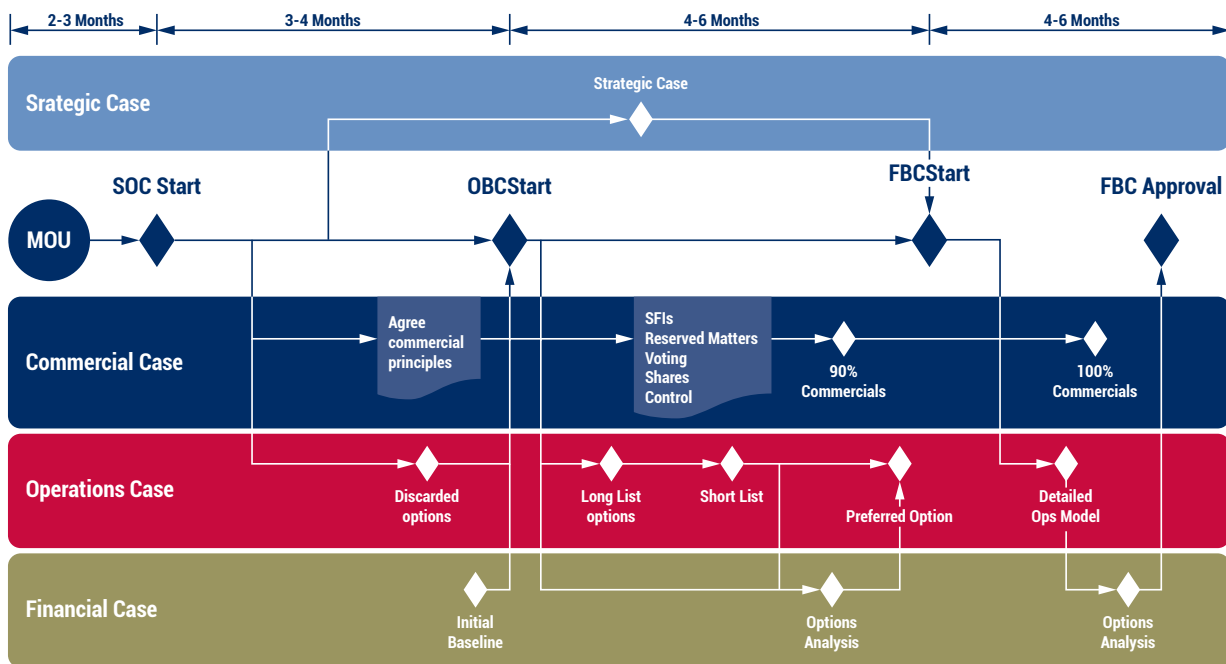 2-3 Months
3-4 Months
4-6 Months
4-6 Months
Srategic Case
Strategic Case
SOC Start
OBCStart
FBCStart
FBC Approval
MOU
Commercial Case
Agree
commercial
principles
SFIs
Reserved Matters
Voting
Shares
Control
90%
Commercials
100%
Commercials
Operations Case
Discarded
options
Long List
options
Short List
Preferred Option
Detailed
Ops Model
Financial Case
Initial
Baseline
Options
Analysis
Options
Analysis